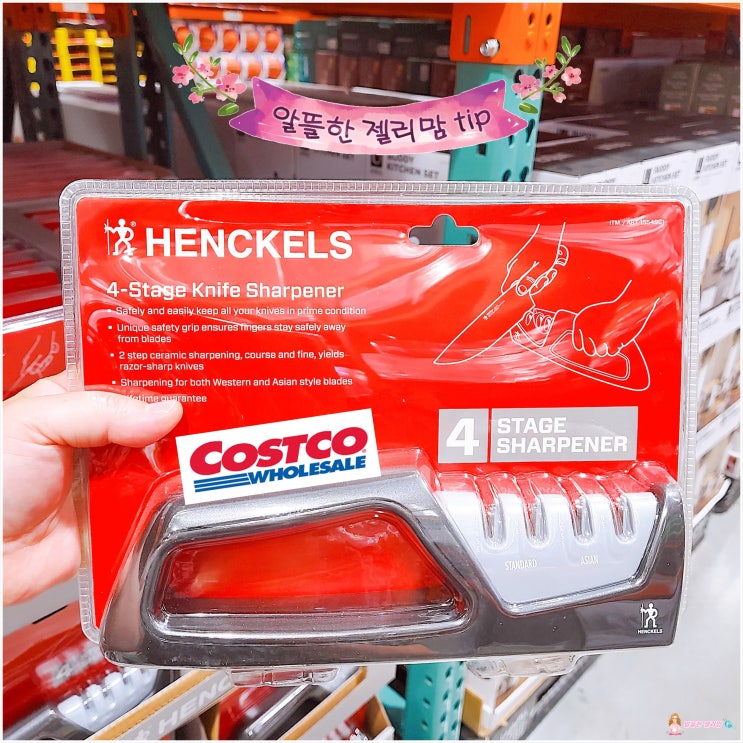 알뜰한 젤리맘 tip
BUDDY
KITCHEN SET
HENCKELS
4-Stage Knife Sharpener
• Safely and easily keep all your knives in prime condition
• Unique safety grip ensures fingers stay safely away
from blades
• 2 step ceramic sharpening, course and fine, yields
razor-sharp knives
• Sharpening for both Western and Asian style blades
Lifetime guarantee
COSTCO
WHOLESALE
4 STAGE
SHARPENER
STANDARD ASIAN
HENCKELS